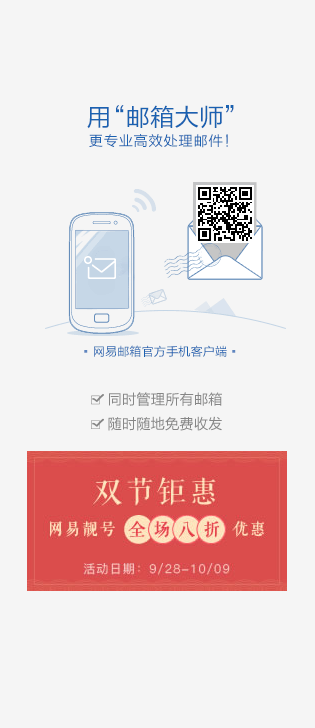 用“邮箱大师”
更专业高效处理邮件！
• 网易邮箱官方手机客户端 •
同时管理所有邮箱
随时随地免费收发
双节钜惠
网易靓号 全场八折 优惠
活动日期：9/28-10/09